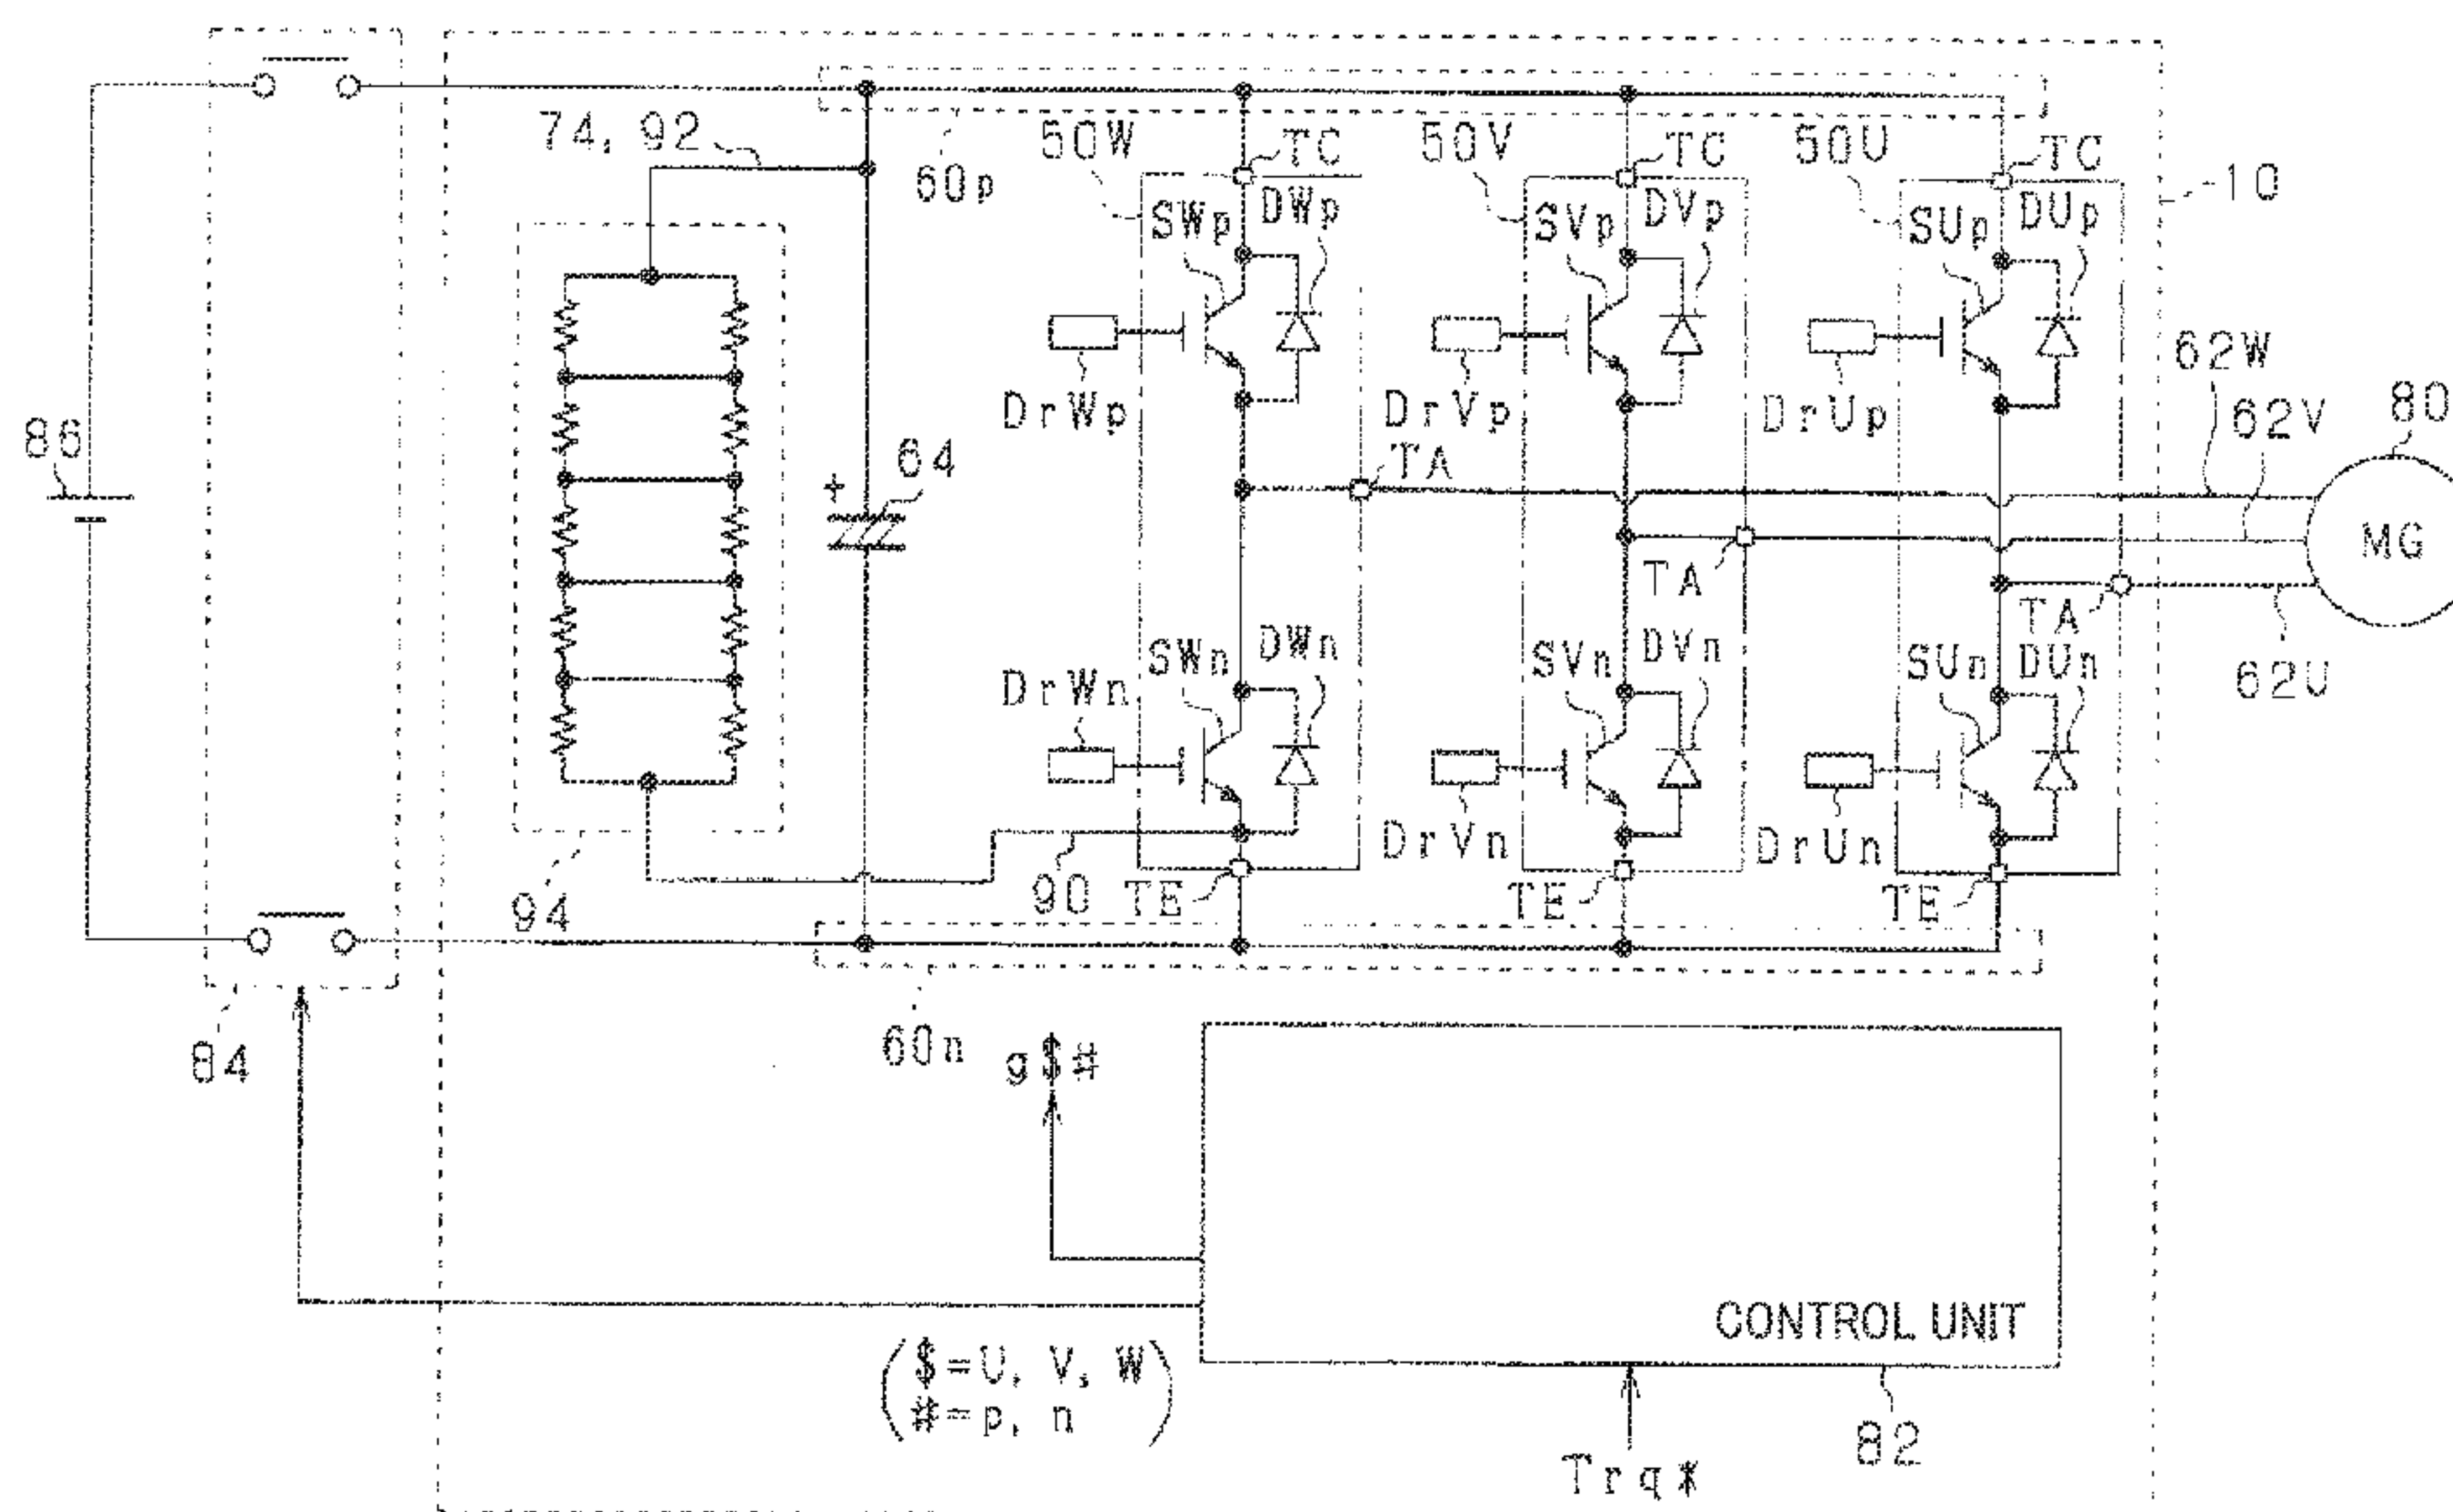 74, 92
50W
TC
50V
TC
50U
TC
10
60p
SWp
DWp
SVp
DVp
SUp
DUp
62W
62V
80
DrWp
DrVp
DrUp
86
64
+
TA
MG
TA
TA
SWn
DWn
SVn
DVn
SUn
DUn
62U
DrWn
DrVn
DrUn
94
90
TE
TE
TE
84
60n
g$#
CONTROL UNIT
($=U, V, W
#=p, n)
82
Trq*